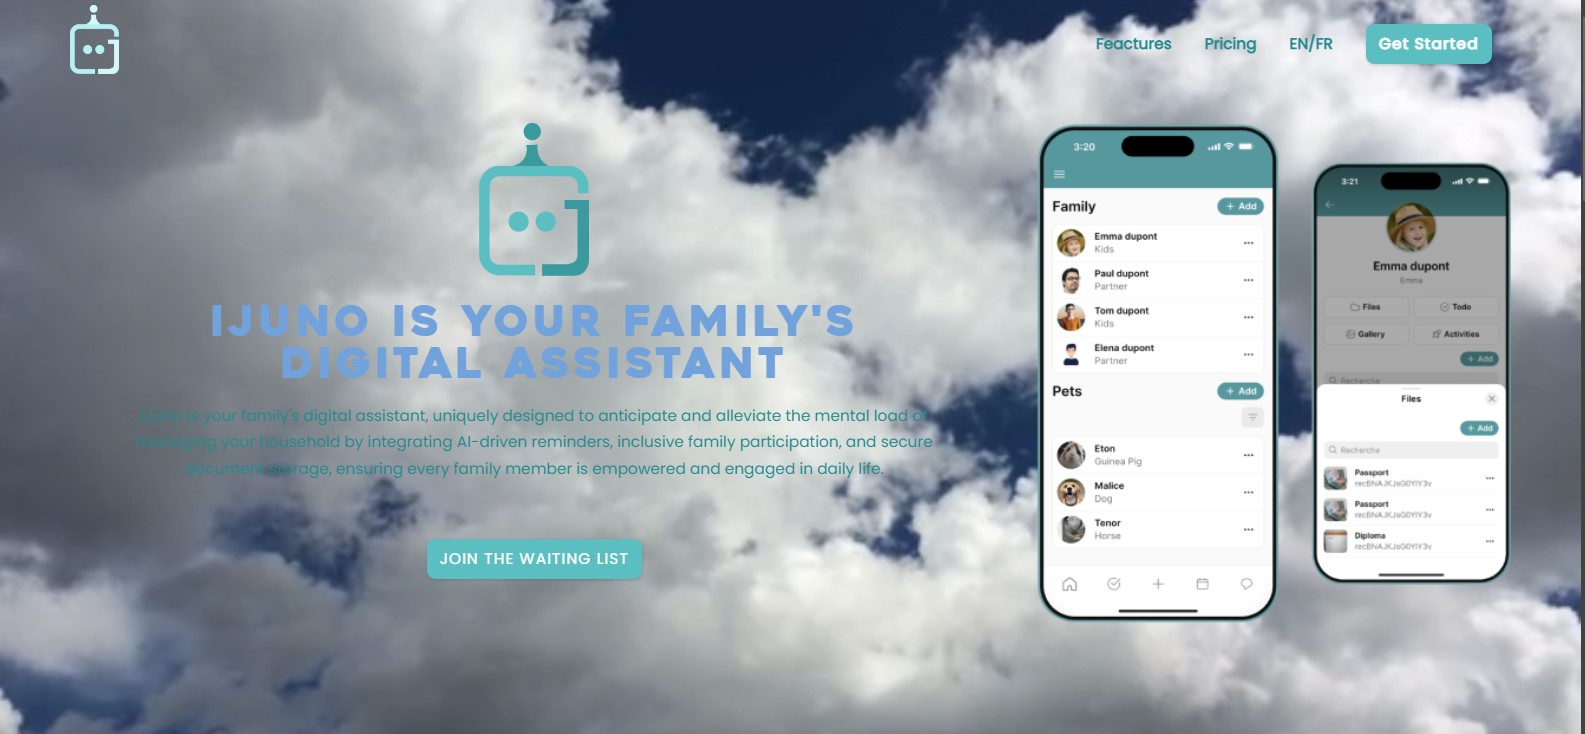 Feactures Pricing EN/FR Get Started
IJUNO IS YOUR FAMILY'S
DIGITAL ASSISTANT
Ijuno is your family's digital assistant, uniquely designed to anticipate and alleviate the mental load of
managing your household by integrating AI-driven reminders, inclusive family participation, and secure
document storage, ensuring every family member is empowered and engaged in daily life.
JOIN THE WAITING LIST
3:20
Family + Add
Emma dupont
Kids
Paul dupont
Partner
Tom dupont
Kids
Elena dupont
Partner
Pets + Add
Eton
Guinea Pig
Malice
Dog
Tenor
Horse
3:21
Emma dupont
Emma
Files Todo
Gallery Activities
+ Add
Recherche
Files
+ Add
Recherche
Passport
Passport
Diploma